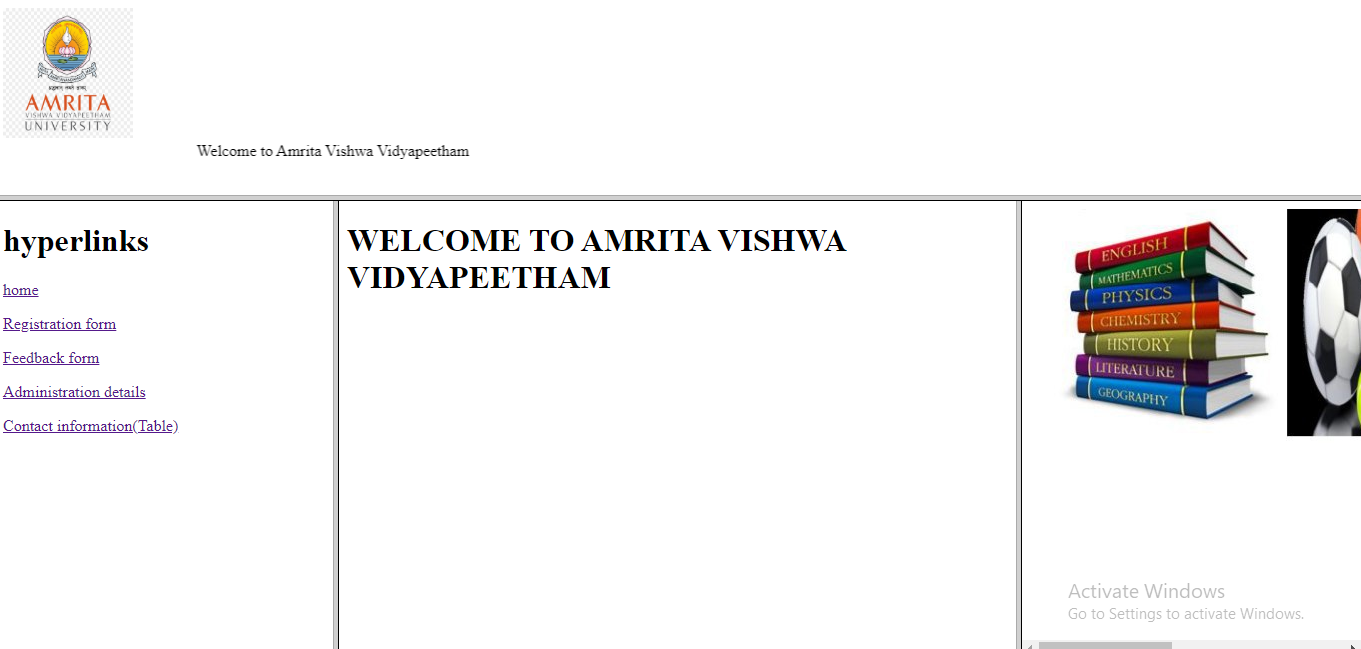 AMRITA
VISHWA VIDYAPEETHAM
UNIVERSITY
Welcome to Amrita Vishwa Vidyapeetham
hyperlinks
home
Registration form
Feedback form
Administration details
Contact information(Table)
WELCOME TO AMRITA VISHWA
VIDYAPEETHAM
ENGLISH
MATHEMATICS
PHYSICS
CHEMISTRY
HISTORY
LITERATURE
GEOGRAPHY
Activate Windows
Go to Settings to activate Windows.